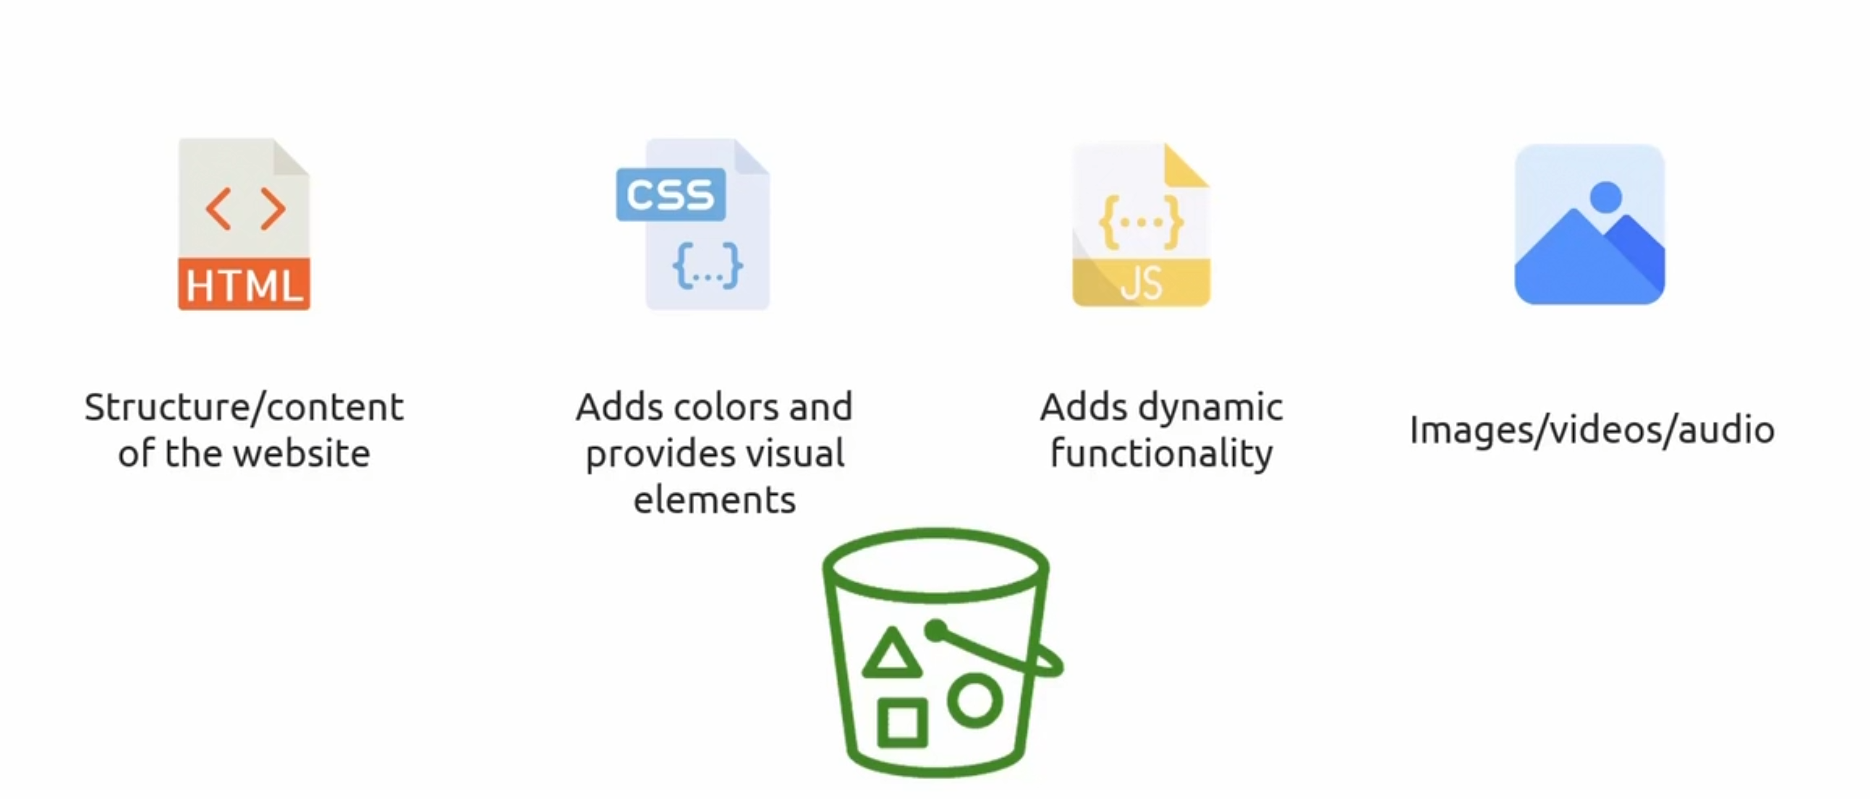 HTML
CSS
{...}
{...}
JS
Structure/content
of the website
Adds colors and
provides visual
elements
Adds dynamic
functionality
Images/videos/audio